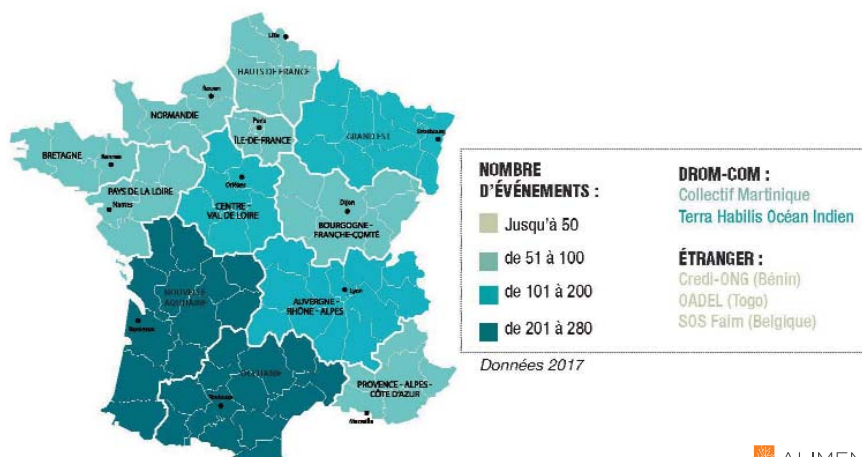 Lille
HAUTS DE FRANCE
Rouen
NORMANDIE
Paris
ÎLE-DE-FRANCE
GRAND EST
Strasbourg
BRETAGNE
Rennes
PAYS DE LA LOIRE
Nantes
Orléans
CENTRE -
VAL DE LOIRE
Dijon
BOURGOGNE -
FRANCHE-COMTÉ
NOUVELLE
AQUITAINE
Bordeaux
AUVERGNE -
RHÔNE - ALPES
Lyon
OCCITANIE
Toulouse
PROVENCE - ALPES -
CÔTE D'AZUR
Marseille
NOMBRE
D'ÉVÉNEMENTS :
Jusqu'à 50
de 51 à 100
de 101 à 200
de 201 à 280
DROM-COM :
Collectif Martinique
Terra Habilis Océan Indien
ÉTRANGER :
Credi-ONG (Bénin)
OADEL (Togo)
SOS Faim (Belgique)
Données 2017